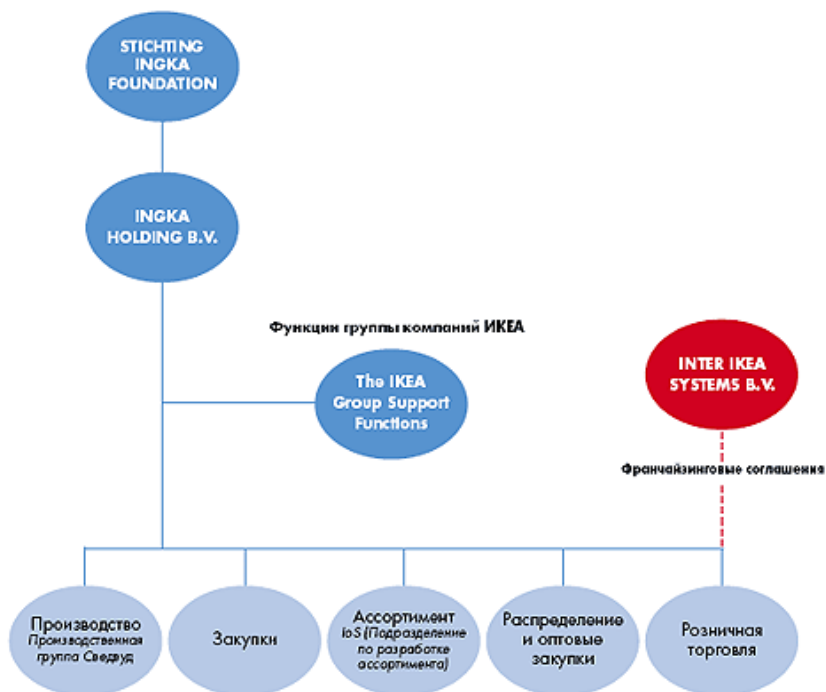 STICHTING
INGKA
FOUNDATION
INGKA
HOLDING B.V.
Функции группы компаний ИКЕА
The IKEA
Group Support
Functions
INTER IKEA
SYSTEMS B.V.
Франчайзинговые соглашения
Производство
Производственная
группа Сведвуд
Закупки
Ассортимент
IoS (Подразделение
по разработке
ассортимента)
Распределение
и оптовые
закупки
Розничная
торговля